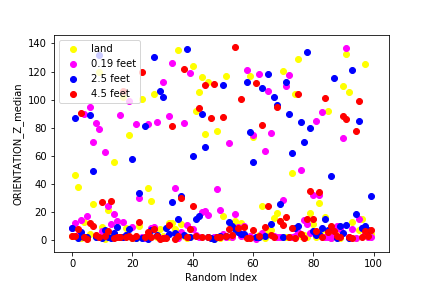 140
120
100
80
60
40
20
0
ORIENTATION_Z_median
land
0.19 feet
2.5 feet
4.5 feet
0 20 40 60 80 100
Random Index